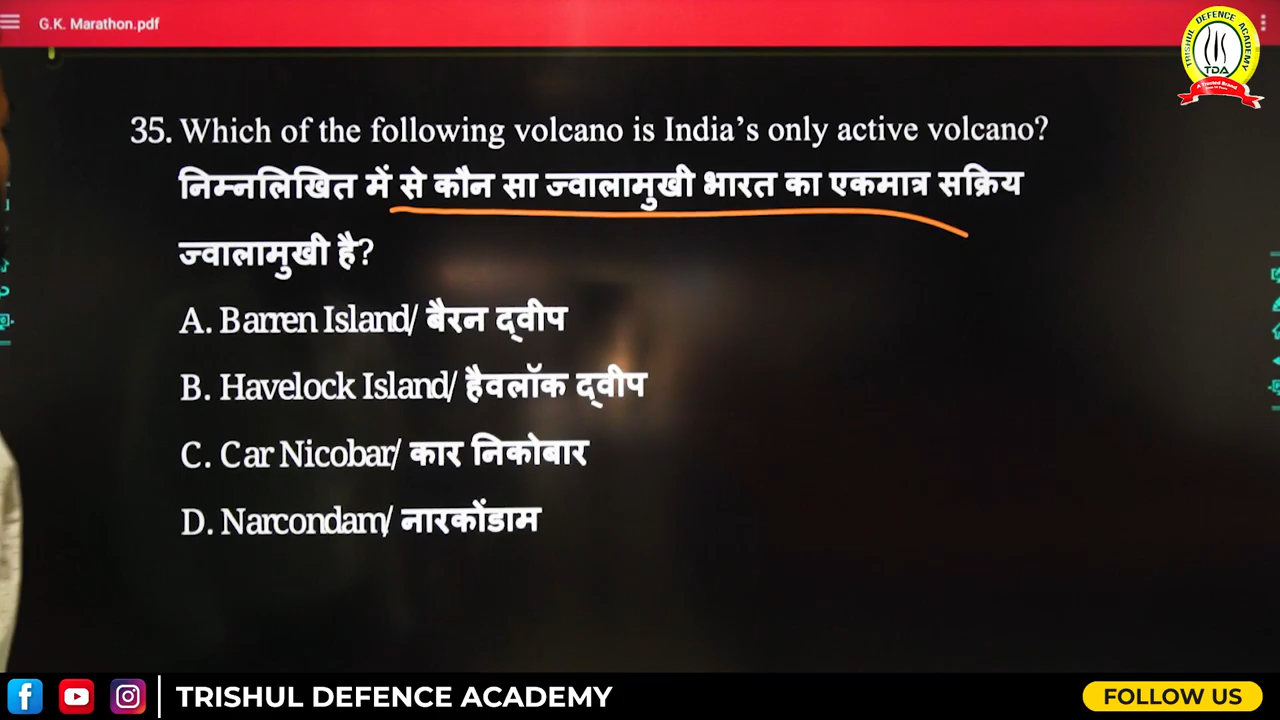 G.K. Marathon.pdf
TRISHUL DEFENCE ACADEMY
TDA
35. Which of the following volcano is India's only active volcano?
निम्नलिखित में से कौन सा ज्वालामुखी भारत का एकमात्र सक्रिय
ज्वालामुखी है?
A. Barren Island/ बैरन द्वीप
B. Havelock Island/ हैवलॉक द्वीप
C. Car Nicobar/ कार निकोबार
D. Narcondam/ नारकोंडाम
TRISHUL DEFENCE ACADEMY
FOLLOW US